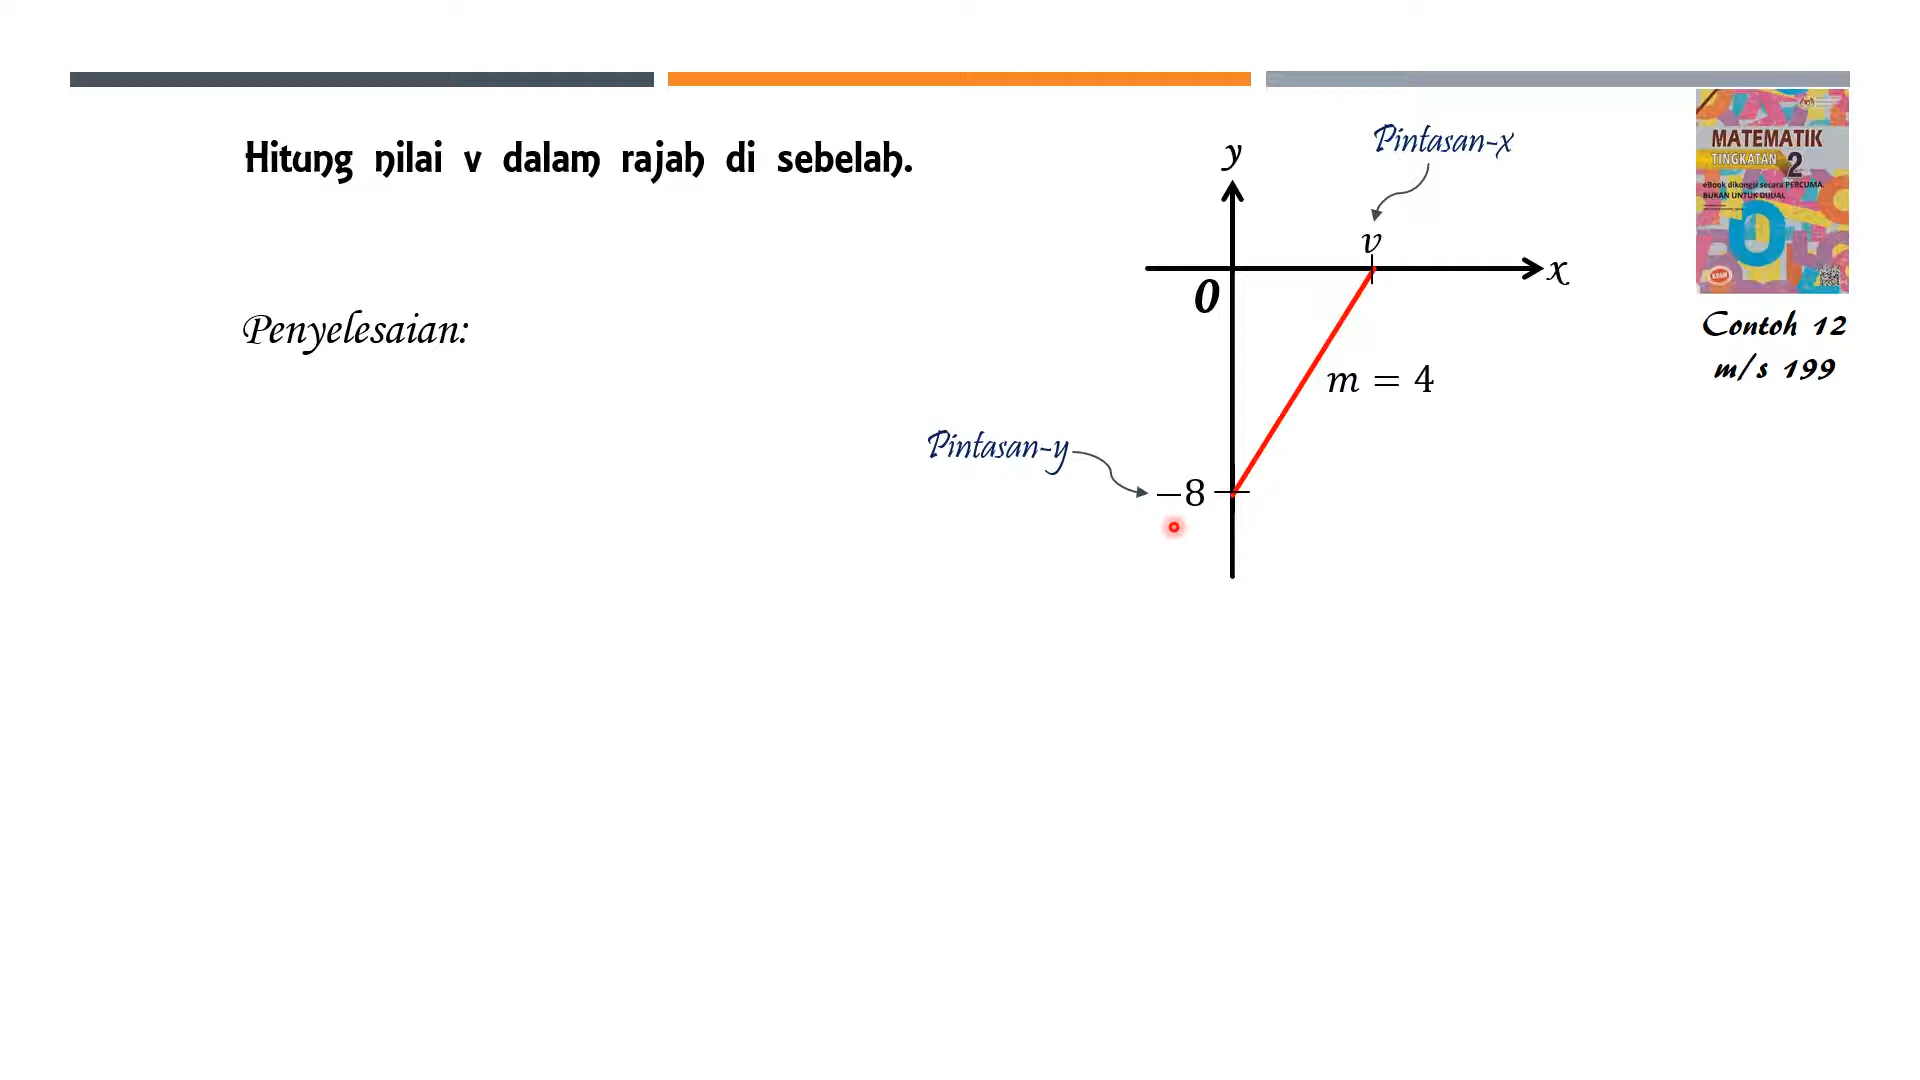 Hitung nilai v dalam rajah di sebelah.
Penyelesaian:
Pintasan-x
y
v
x
0
m = 4
Pintasan-y
−8
MATEMATIK
TINGKATAN 2
eBook dikongsi secara PERCUMA.
BUKAN UNTUK DIJUAL
KSSM
Contoh 12
m/s 199